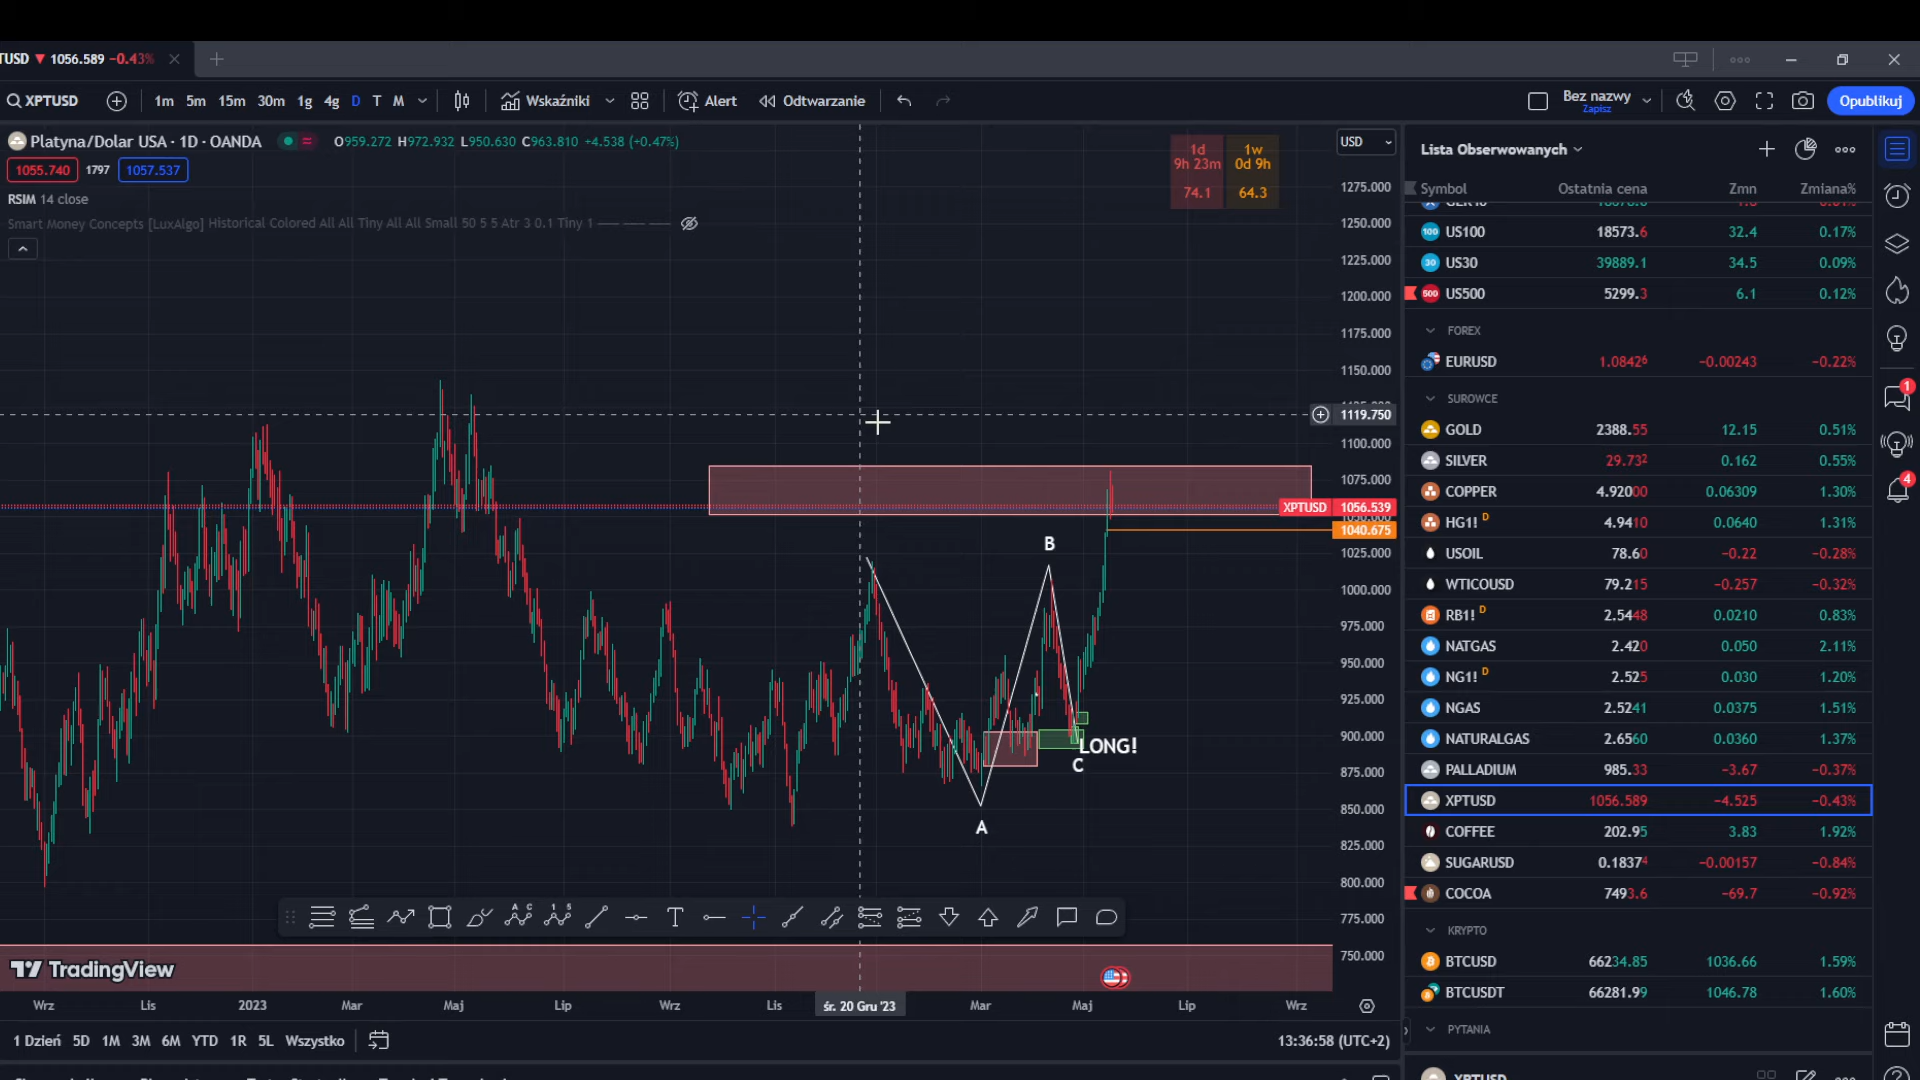 TUSD ▼ 1056.589 −0.43%
XPTUSD 1m 5m 15m 30m 1g 4g D T M Wskaźniki Alert Odtwarzanie Bez nazwy Opublikuj
Zapisz
Platyna/Dolar USA · 1D · OANDA O959.272 H972.932 L950.630 C963.810 +4.538 (+0.47%)
1055.740 1797 1057.537
RSIM 14 close
Smart Money Concepts [LuxAlgo] Historical Colored All All Tiny All All Small 50 5 5 Atr 3 0.1 Tiny 1
1d 1w
9h 23m 0d 9h
74.1 64.3
USD
1275.000
1250.000
1225.000
1200.000
1175.000
1150.000
1119.750
1100.000
1075.000
XPTUSD 1056.539
1040.675
1025.000
1000.000
975.000
950.000
925.000
900.000
875.000
850.000
825.000
800.000
775.000
750.000
B
LONG!
C
A
TradingView
Wrz Lis 2023 Mar Maj Lip Wrz Lis śr. 20 Gru '23 Mar Maj Lip Wrz
1 Dzień 5D 1M 3M 6M YTD 1R 5L Wszystko 13:36:58 (UTC+2)
Lista Obserwowanych
Symbol Ostatnia cena Zmn Zmiana%
US100 18573.6 32.4 0.17%
US30 39889.1 34.5 0.09%
US500 5299.3 6.1 0.12%
FOREX
EURUSD 1.08426 −0.00243 −0.22%
SUROWCE
GOLD 2388.55 12.15 0.51%
SILVER 29.732 0.162 0.55%
COPPER 4.92000 0.06309 1.30%
HG1! D 4.9410 0.0640 1.31%
USOIL 78.60 −0.22 −0.28%
WTICOUSD 79.215 −0.257 −0.32%
RB1! D 2.5448 0.0210 0.83%
NATGAS 2.420 0.050 2.11%
NG1! D 2.525 0.030 1.20%
NGAS 2.5241 0.0375 1.51%
NATURALGAS 2.6560 0.0360 1.37%
PALLADIUM 985.33 −3.67 −0.37%
XPTUSD 1056.589 −4.525 −0.43%
COFFEE 202.95 3.83 1.92%
SUGARUSD 0.18374 −0.00157 −0.84%
COCOA 7493.6 −69.7 −0.92%
KRYPTO
BTCUSD 66234.85 1036.66 1.59%
BTCUSDT 66281.99 1046.78 1.60%
PYTANIA
XPTUSD